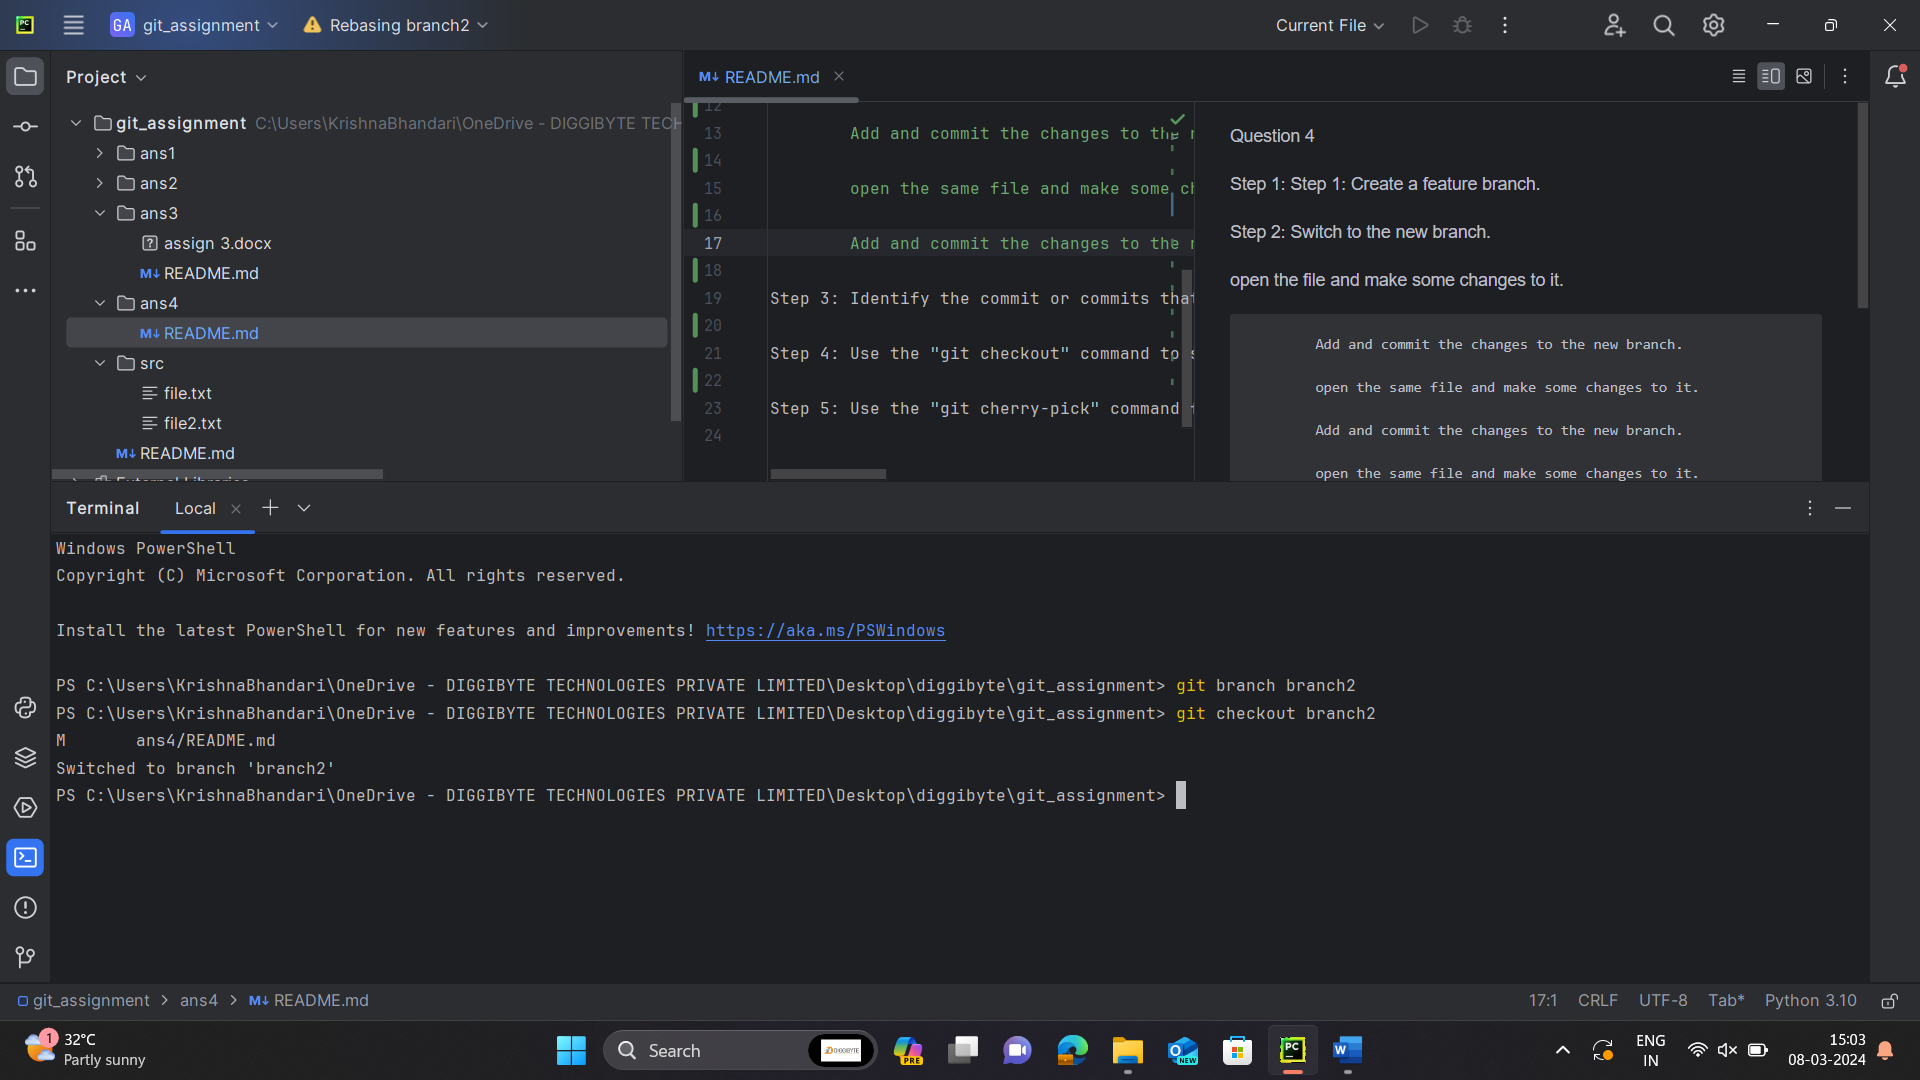 GA git_assignment Rebasing branch2 Current File
Project
README.md
git_assignment C:\Users\KrishnaBhandari\OneDrive - DIGGIBYTE TECH
ans1
ans2
ans3
assign 3.docx
README.md
ans4
README.md
src
file.txt
file2.txt
README.md
External Libraries
12
13 Add and commit the changes to the
14
15 open the same file and make some
16
17 Add and commit the changes to the
18
19 Step 3: Identify the commit or commits that
20
21 Step 4: Use the "git checkout" command to
22
23 Step 5: Use the "git cherry-pick" command
24
Question 4
Step 1: Step 1: Create a feature branch.
Step 2: Switch to the new branch.
open the file and make some changes to it.
Add and commit the changes to the new branch.
open the same file and make some changes to it.
Add and commit the changes to the new branch.
open the same file and make some changes to it.
Terminal Local
Windows PowerShell
Copyright (C) Microsoft Corporation. All rights reserved.
Install the latest PowerShell for new features and improvements! https://aka.ms/PSWindows
PS C:\Users\KrishnaBhandari\OneDrive - DIGGIBYTE TECHNOLOGIES PRIVATE LIMITED\Desktop\diggibyte\git_assignment> git branch branch2
PS C:\Users\KrishnaBhandari\OneDrive - DIGGIBYTE TECHNOLOGIES PRIVATE LIMITED\Desktop\diggibyte\git_assignment> git checkout branch2
M ans4/README.md
Switched to branch 'branch2'
PS C:\Users\KrishnaBhandari\OneDrive - DIGGIBYTE TECHNOLOGIES PRIVATE LIMITED\Desktop\diggibyte\git_assignment>
git_assignment > ans4 > README.md 17:1 CRLF UTF-8 Tab* Python 3.10
1
32°C
Partly sunny
Search
DIGGIBYTE
PRE
NEW
PC
W
ENG
IN
15:03
08-03-2024